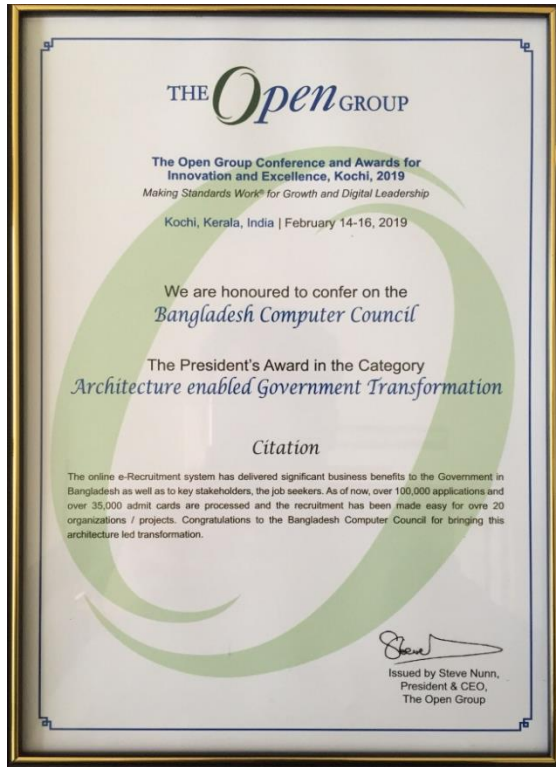 THE Open GROUP
The Open Group Conference and Awards for
Innovation and Excellence, Kochi, 2019
Making Standards Work® for Growth and Digital Leadership
Kochi, Kerala, India | February 14-16, 2019
We are honoured to confer on the
Bangladesh Computer Council
The President's Award in the Category
Architecture enabled Government Transformation
Citation
The online e-Recruitment system has delivered significant business benefits to the Government in
Bangladesh as well as to key stakeholders, the job seekers. As of now, over 100,000 applications and
over 35,000 admit cards are processed and the recruitment has been made easy for ovre 20
organizations / projects. Congratulations to the Bangladesh Computer Council for bringing this
architecture led transformation.
Steve
Issued by Steve Nunn,
President & CEO,
The Open Group